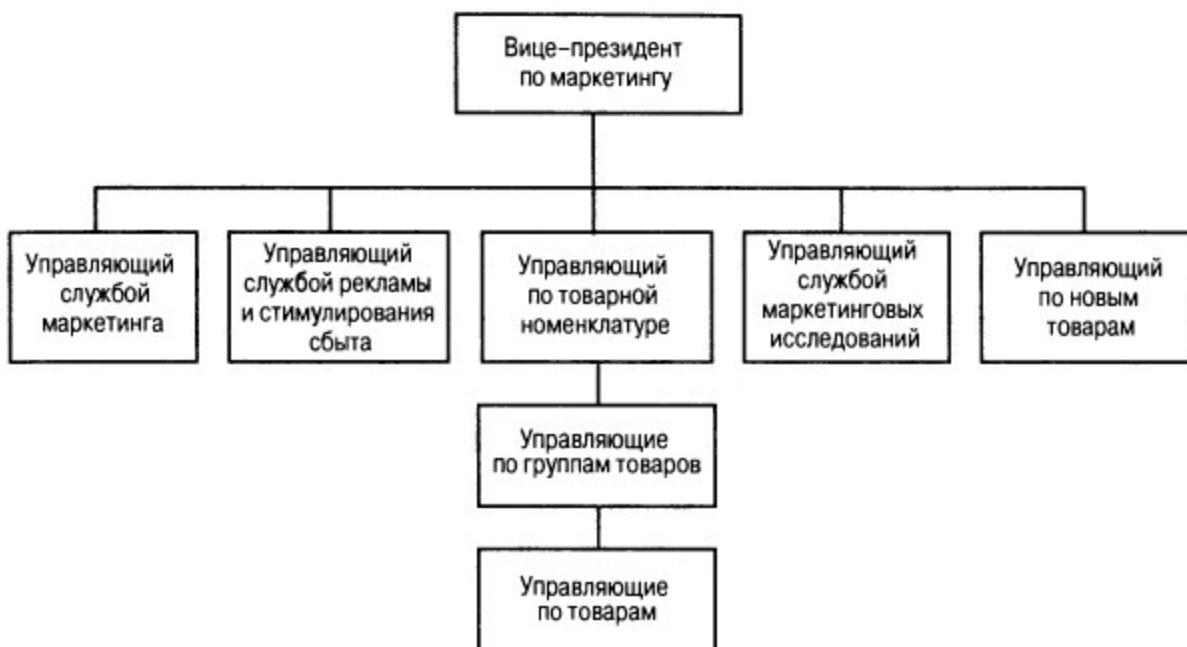 Вице-президент
по маркетингу
Управляющий
службой
маркетинга
Управляющий
службой рекламы
и стимулирования
сбыта
Управляющий
по товарной
номенклатуре
Управляющий
службой
маркетинговых
исследований
Управляющий
по новым
товарам
Управляющие
по группам товаров
Управляющие
по товарам